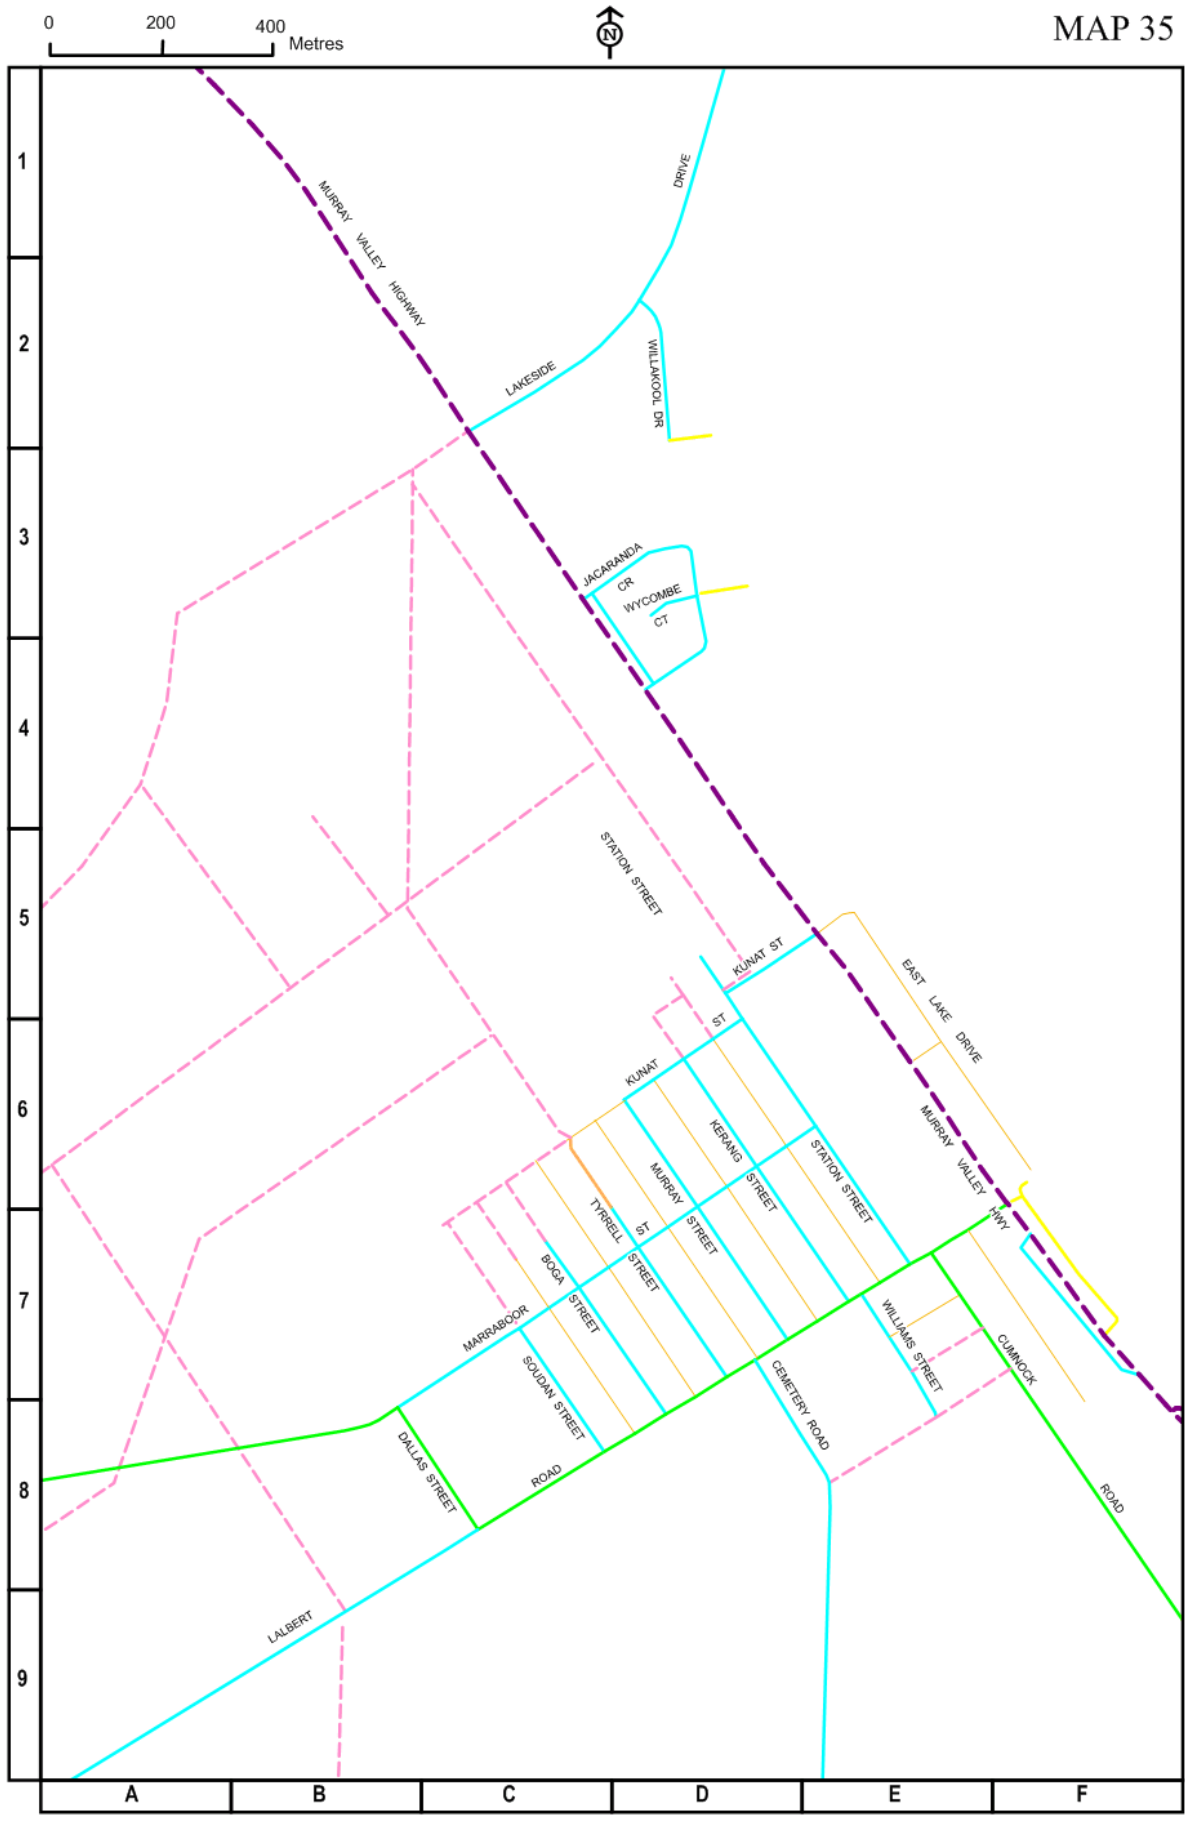 0 200 400 Metres
N
MAP 35
1
DRIVE
MURRAY VALLEY HIGHWAY
2
WILLAKOOL DR
LAKESIDE
3
JACARANDA
CR
WYCOMBE
CT
4
STATION STREET
5
KUNAT ST
EAST LAKE DRIVE
6
KUNAT ST
MURRAY VALLEY HWY
KERANG STREET
STATION STREET
MURRAY STREET
TYRRELL STREET
MARRABOOR ST
7
BOGA STREET
WILLIAMS STREET
SOUDAN STREET
CUMNOCK ROAD
CEMETERY ROAD
8
DALLAS STREET
LALBERT ROAD
9
A B C D E F